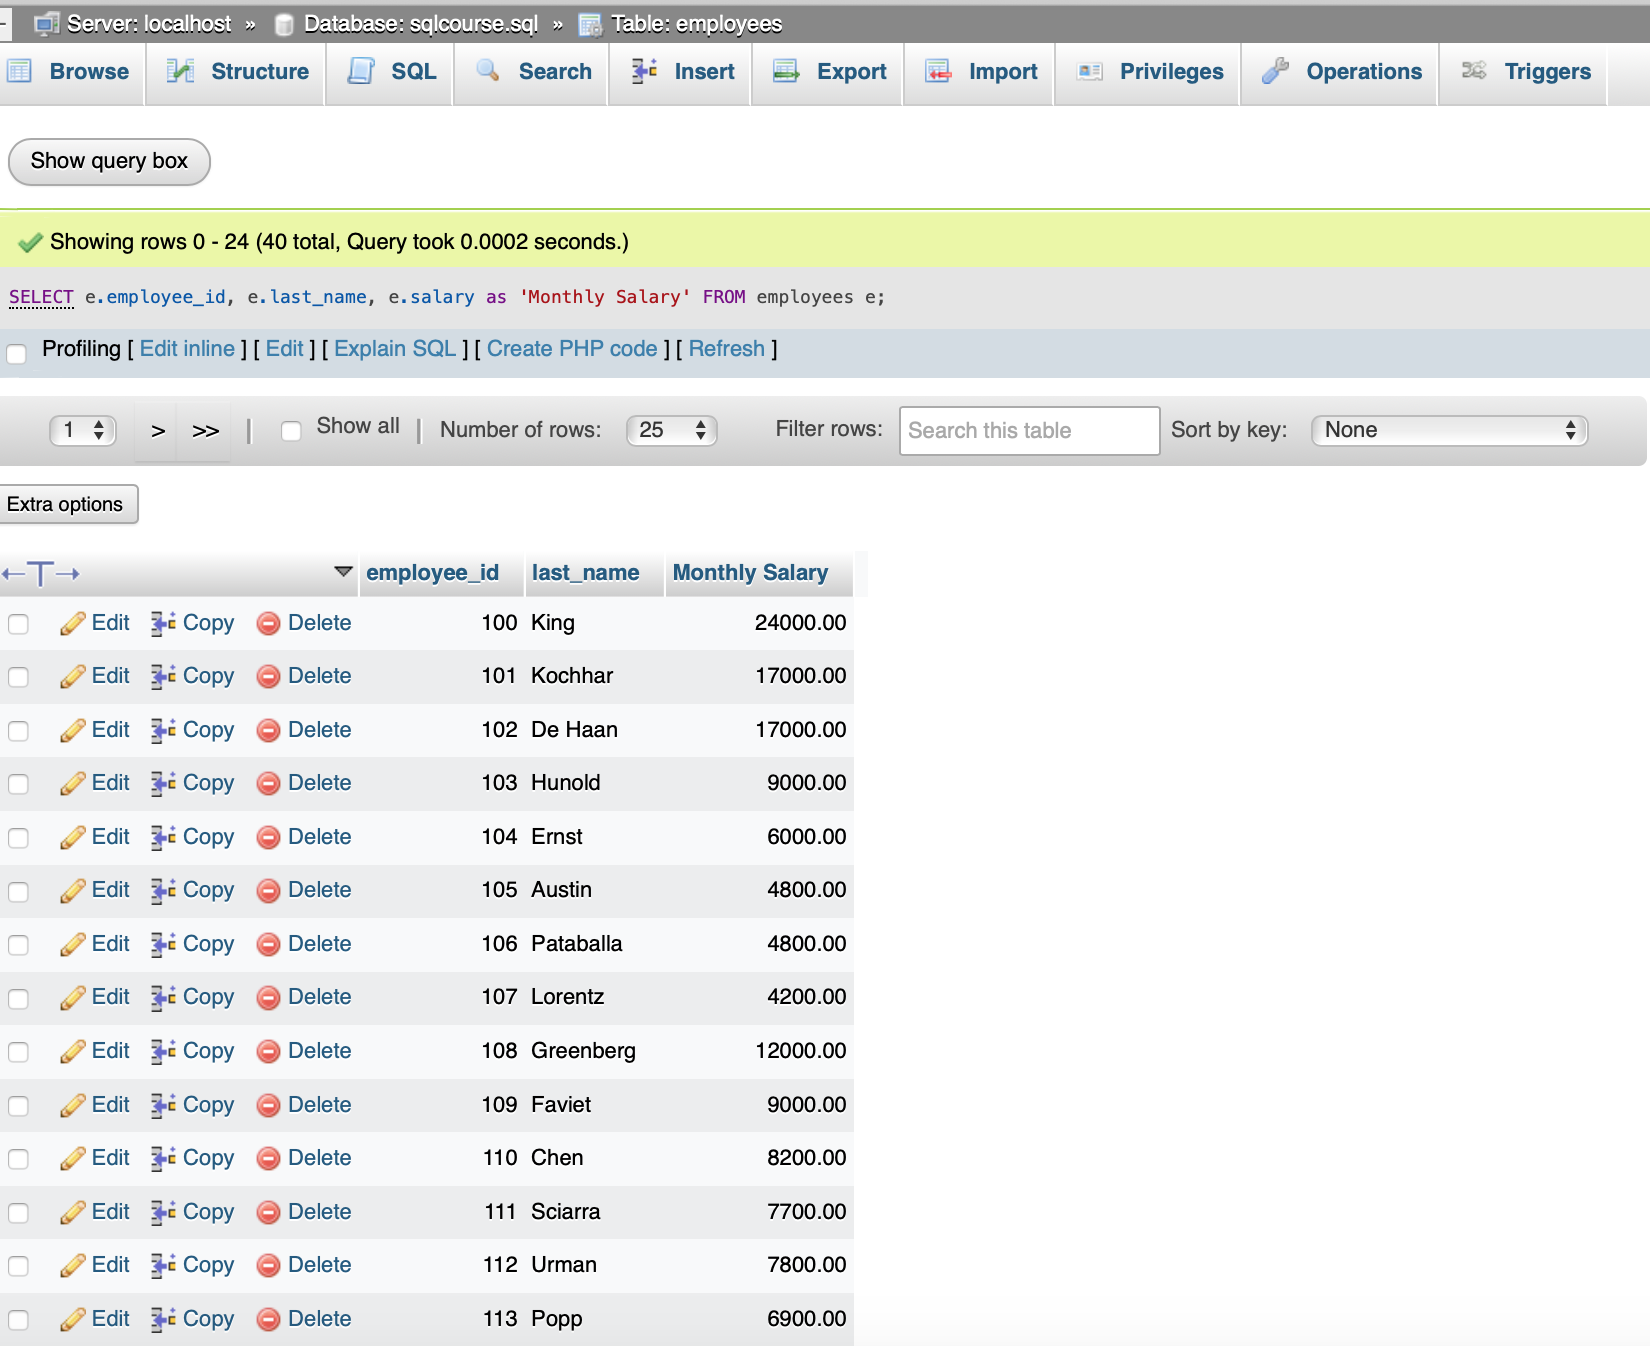 Server: localhost » Database: sqlcourse.sql » Table: employees
Browse Structure SQL Search Insert Export Import Privileges Operations Triggers
Show query box
Showing rows 0 - 24 (40 total, Query took 0.0002 seconds.)
SELECT e.employee_id, e.last_name, e.salary as 'Monthly Salary' FROM employees e;
Profiling [ Edit inline ] [ Edit ] [ Explain SQL ] [ Create PHP code ] [ Refresh ]
1 > >> | Show all | Number of rows: 25 Filter rows: Search this table Sort by key: None
Extra options
←T→ employee_id last_name Monthly Salary
Edit Copy Delete 100 King 24000.00
Edit Copy Delete 101 Kochhar 17000.00
Edit Copy Delete 102 De Haan 17000.00
Edit Copy Delete 103 Hunold 9000.00
Edit Copy Delete 104 Ernst 6000.00
Edit Copy Delete 105 Austin 4800.00
Edit Copy Delete 106 Pataballa 4800.00
Edit Copy Delete 107 Lorentz 4200.00
Edit Copy Delete 108 Greenberg 12000.00
Edit Copy Delete 109 Faviet 9000.00
Edit Copy Delete 110 Chen 8200.00
Edit Copy Delete 111 Sciarra 7700.00
Edit Copy Delete 112 Urman 7800.00
Edit Copy Delete 113 Popp 6900.00